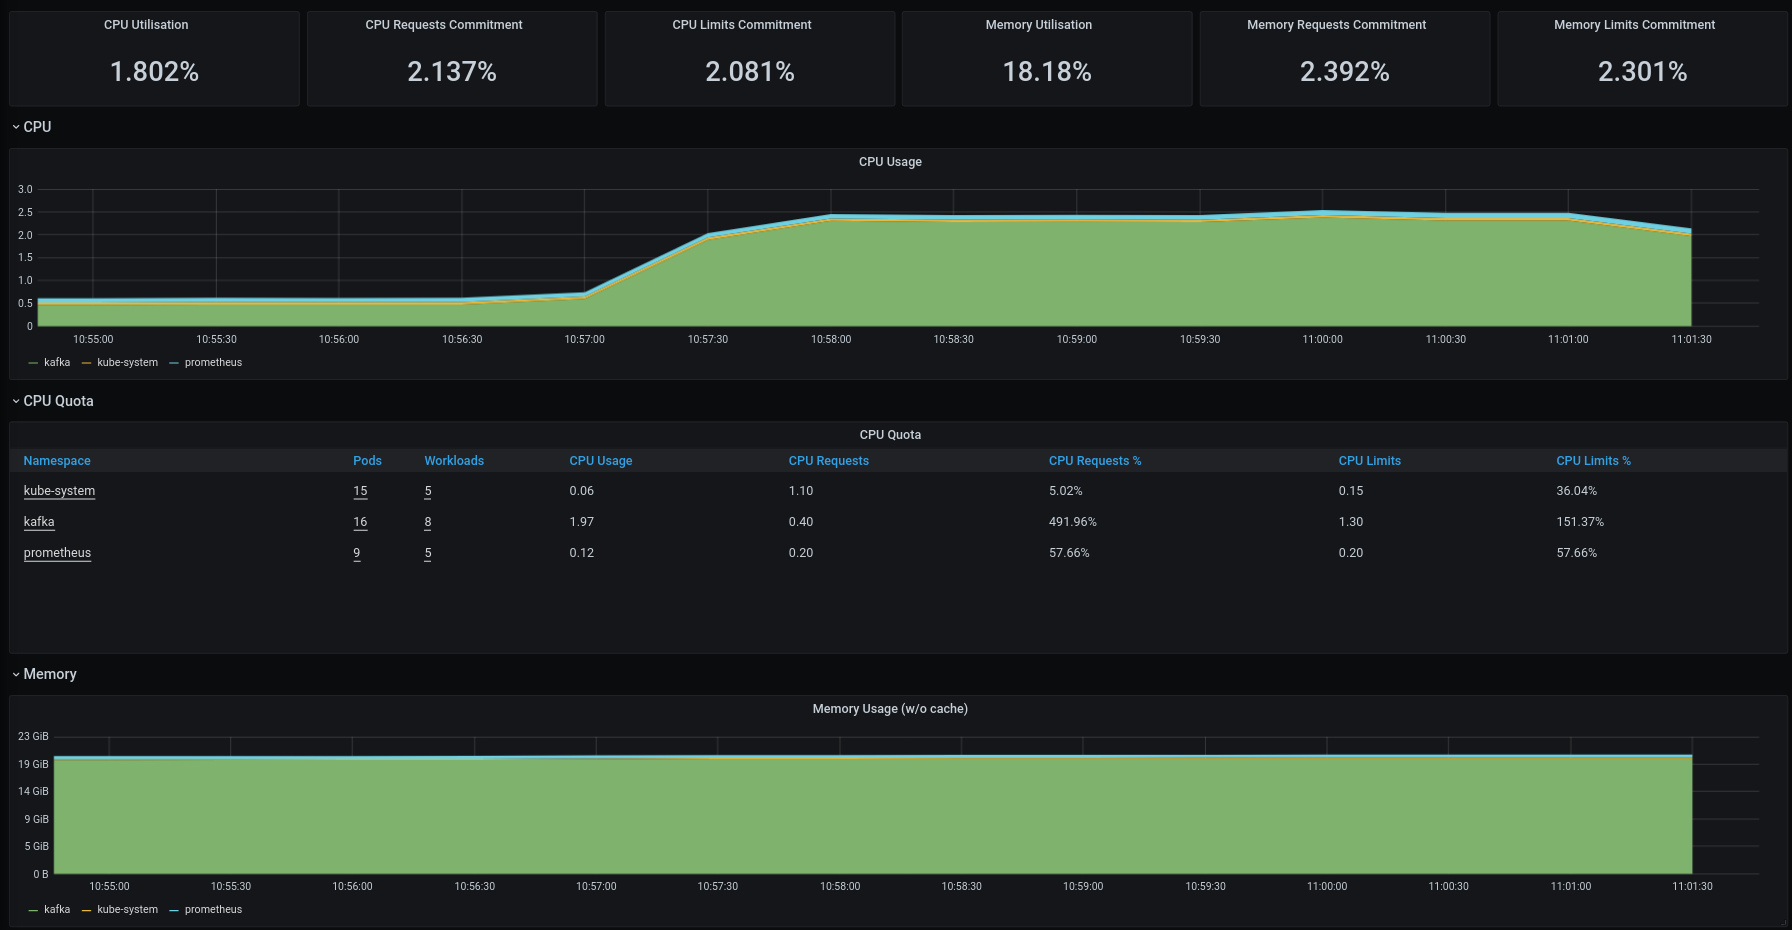 CPU Utilisation CPU Requests Commitment CPU Limits Commitment Memory Utilisation Memory Requests Commitment Memory Limits Commitment
1.802% 2.137% 2.081% 18.18% 2.392% 2.301%
CPU
CPU Usage
3.0
2.5
2.0
1.5
1.0
0.5
0
10:55:00 10:55:30 10:56:00 10:56:30 10:57:00 10:57:30 10:58:00 10:58:30 10:59:00 10:59:30 11:00:00 11:00:30 11:01:00 11:01:30
kafka kube-system prometheus
CPU Quota
CPU Quota
Namespace Pods Workloads CPU Usage CPU Requests CPU Requests % CPU Limits CPU Limits %
kube-system 15 5 0.06 1.10 5.02% 0.15 36.04%
kafka 16 8 1.97 0.40 491.96% 1.30 151.37%
prometheus 9 5 0.12 0.20 57.66% 0.20 57.66%
Memory
Memory Usage (w/o cache)
23 GiB
19 GiB
14 GiB
9 GiB
5 GiB
0 B
10:55:00 10:55:30 10:56:00 10:56:30 10:57:00 10:57:30 10:58:00 10:58:30 10:59:00 10:59:30 11:00:00 11:00:30 11:01:00 11:01:30
kafka kube-system prometheus